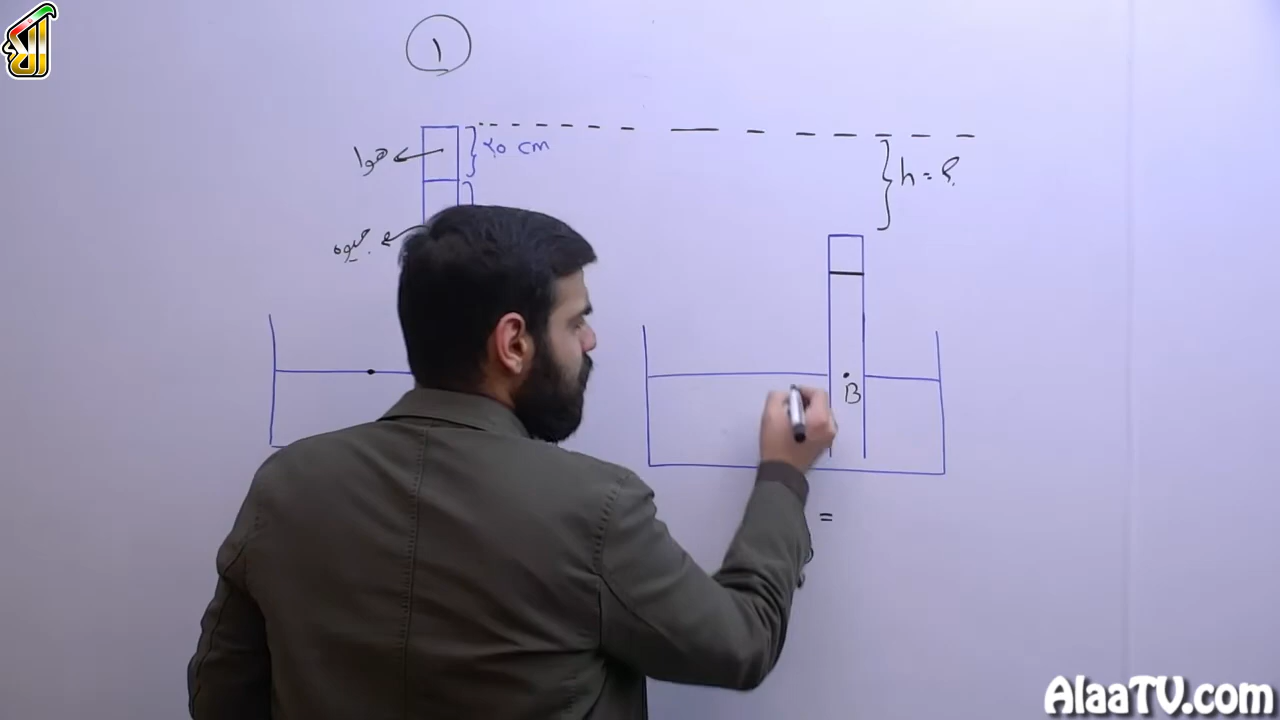 ۱
هوا
۲۰ cm
h = ؟
جیوه
B
=
AlaaTV.com